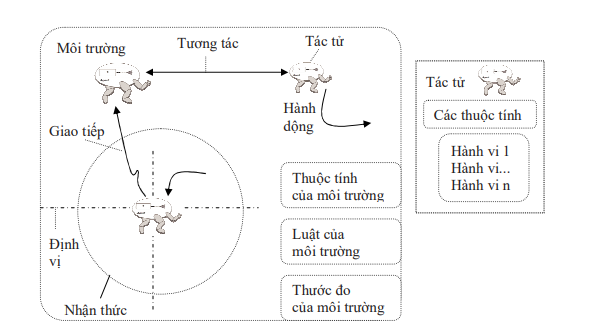 Môi trường
Tương tác
Tác tử
Hành
động
Giao tiếp
Thuộc tính
của môi trường
Luật của
môi trường
Định
vị
Thước đo
của môi trường
Nhận thức
Tác tử
Các thuộc tính
Hành vi 1
Hành vi...
Hành vi n